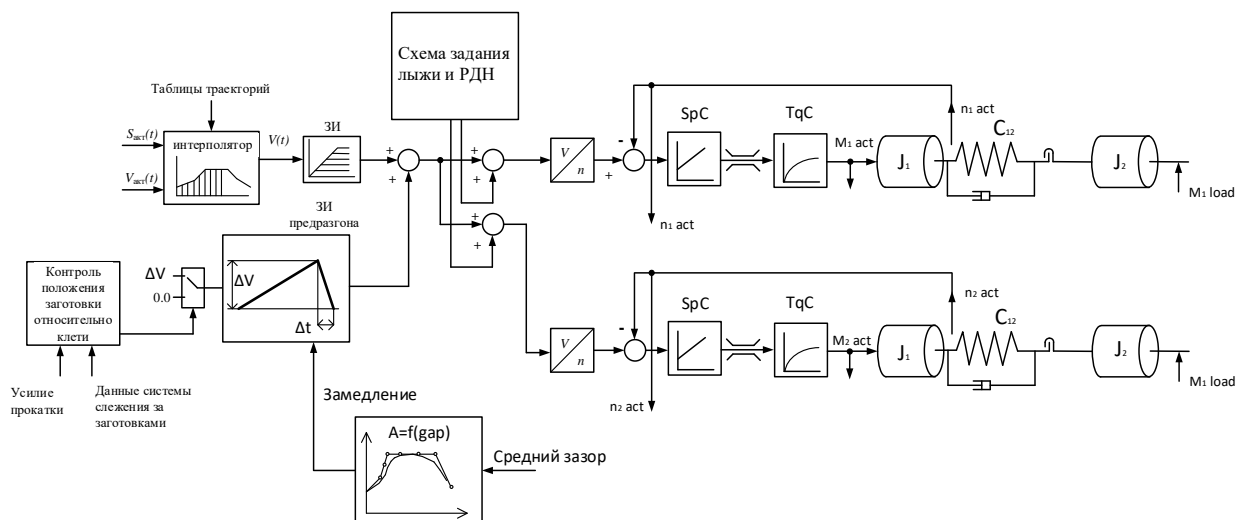 Схема задания
лыжи и РДН
Таблицы траекторий
Sакт(t)
Vакт(t)
интерполятор
V(t)
ЗИ
+
+
+
+
+
+
V
n
-
+
SpC
TqC
M1 act
n1 act
n1 act
J1
C12
J2
M1 load
ЗИ
предразгона
ΔV
Δt
Контроль
положения
заготовки
относительно
клети
ΔV
0.0
Усилие
прокатки
Данные системы
слежения за
заготовками
Замедление
A=f(gap)
Средний зазор
V
n
-
SpC
TqC
M2 act
n2 act
n2 act
J1
C12
J2
M1 load